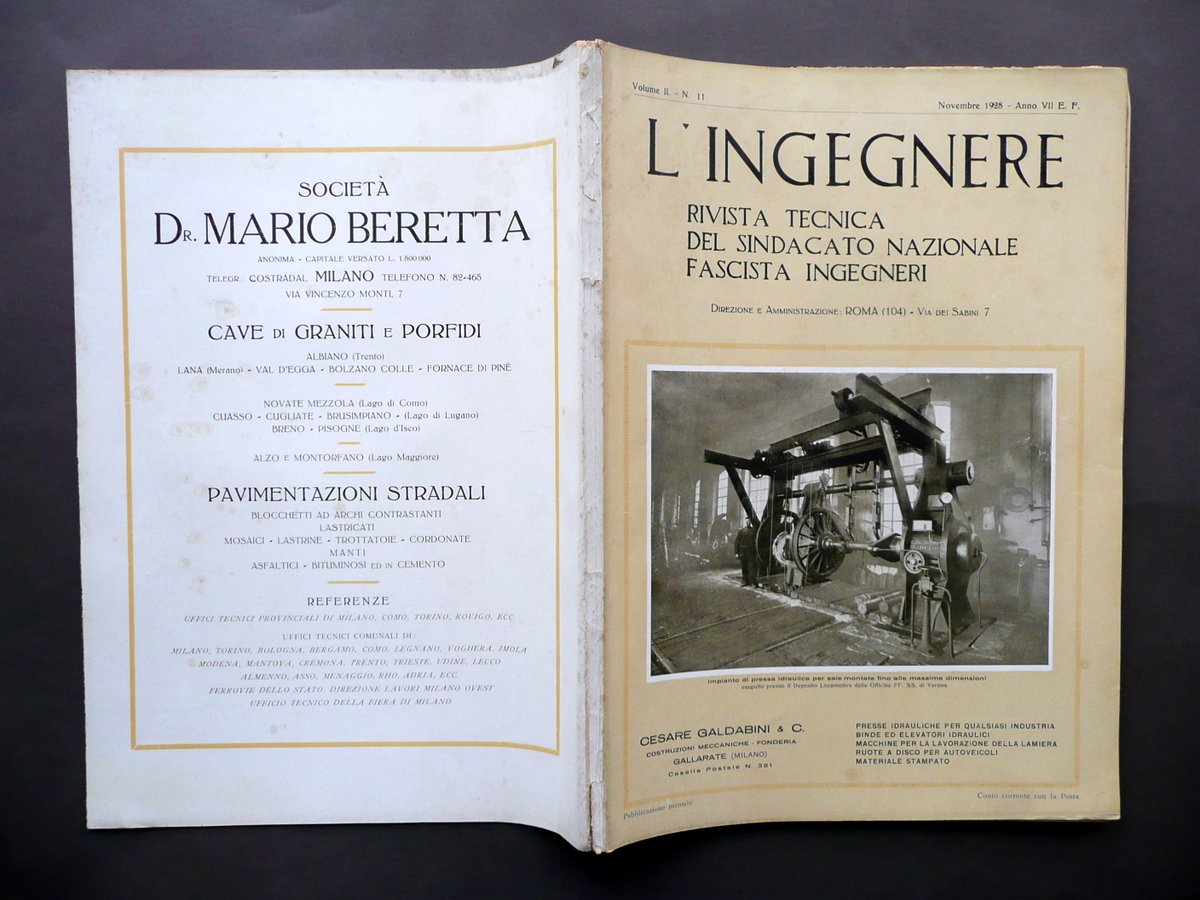 SOCIETÀ
DR. MARIO BERETTA
ANONIMA - CAPITALE VERSATO L. 1.500.000
TELEGR.: COSTRADAL MILANO TELEFONO N. 82-465
VIA VINCENZO MONTI, 7
CAVE DI GRANITI E PORFIDI
ALBIANO (Trento)
LANA (Merano) - VAL D'EGGA - BOLZANO COLLE - FORNACE DI PINÉ
NOVATE MEZZOLA (Lago di Como)
CUASSO - CUGLIATE - BRUSIMPIANO - (Lago di Lugano)
BRENO - PISOGNE (Lago d'Iseo)
ALZO E MONTORFANO (Lago Maggiore)
PAVIMENTAZIONI STRADALI
BLOCCHETTI AD ARCHI CONTRASTANTI
LASTRICATI
MOSAICI - LASTRINE - TROTTATOIE - CORDONATE
MANTI
ASFALTICI - BITUMINOSI ED IN CEMENTO
REFERENZE
UFFICI TECNICI PROVINCIALI DI MILANO, COMO, TORINO, ROVIGO, ECC.
UFFICI TECNICI COMUNALI DI
MILANO, TORINO, BOLOGNA, BERGAMO, COMO, LEGNANO, VOGHERA, IMOLA
MODENA, MANTOVA, CREMONA, TRENTO, TRIESTE, UDINE, LECCO
ALMENNO, ASSO, MENAGGIO, RHO, ADRIA, ECC.
FERROVIE DELLO STATO: DIREZIONE LAVORI MILANO OVEST
UFFICIO TECNICO DELLA FIERA DI MILANO
Volume II. - N. 11
Novembre 1928 - Anno VII E. F.
L'INGEGNERE
RIVISTA TECNICA
DEL SINDACATO NAZIONALE
FASCISTA INGEGNERI
DIREZIONE E AMMINISTRAZIONE: ROMA (104) - VIA DEI SABINI 7
Impianto di pressa idraulica per sale montate fino alle massime dimensioni
eseguito presso il Deposito Locomotive delle Officine FF. SS. di Verona
CESARE GALDABINI & C.
COSTRUZIONI MECCANICHE - FONDERIA
GALLARATE (MILANO)
Casella Postale N. 381
PRESSE IDRAULICHE PER QUALSIASI INDUSTRIA
BINDE ED ELEVATORI IDRAULICI
MACCHINE PER LA LAVORAZIONE DELLA LAMIERA
RUOTE A DISCO PER AUTOVEICOLI
MATERIALE STAMPATO
Pubblicazione mensile
Conto corrente con la Posta